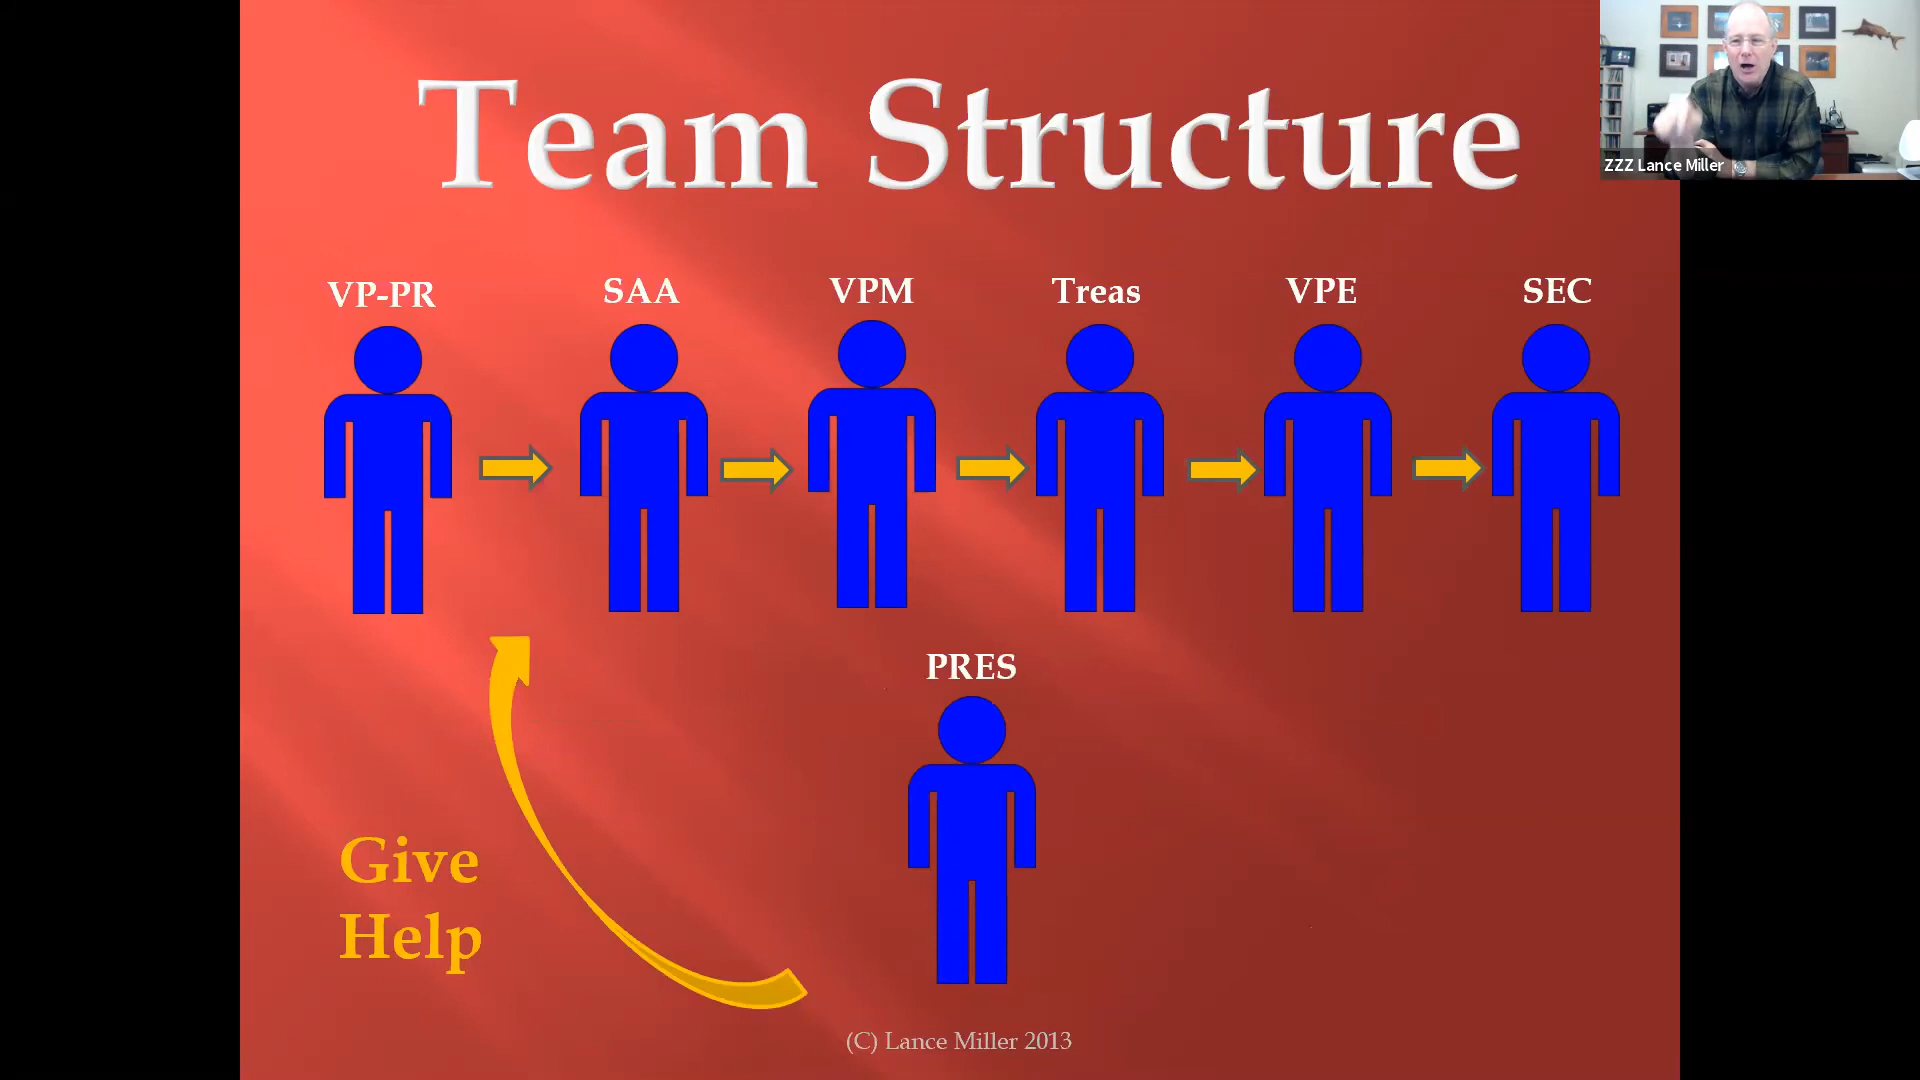 Team Structure
ZZZ Lance Miller
VP-PR SAA VPM Treas VPE SEC
PRES
Give
Help
(C) Lance Miller 2013